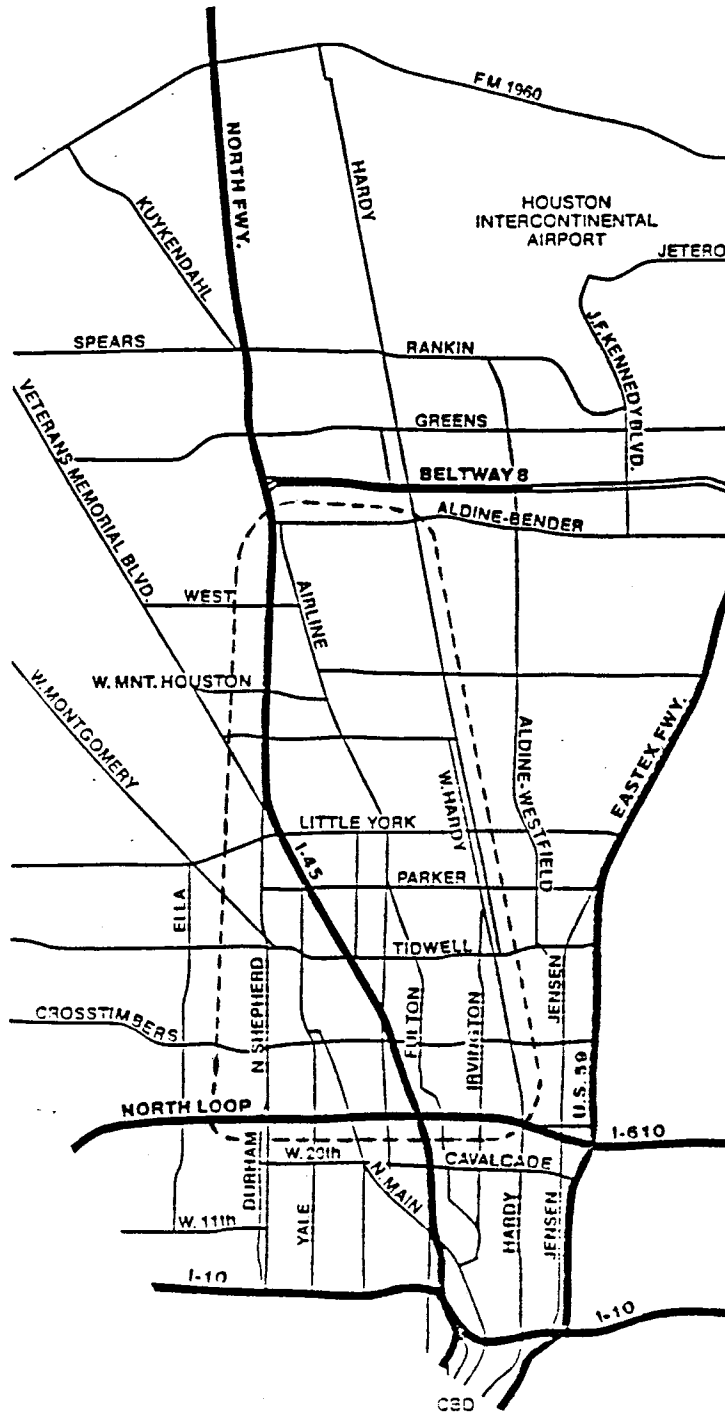 FM 1960
NORTH FWY.
HARDY
KUYKENDAHL
HOUSTON
INTERCONTINENTAL
AIRPORT
JETERO
J.F. KENNEDY BLVD.
SPEARS
RANKIN
VETERANS MEMORIAL BLVD.
GREENS
BELTWAY 8
ALDINE-BENDER
WEST
AIRLINE
W. MNT. HOUSTON
W. MONTGOMERY
ALDINE-WESTFIELD
EASTEX FWY.
W. HARDY
LITTLE YORK
I-45
PARKER
ELLA
TIDWELL
N SHEPHERD
FULTON
IRVINGTON
JENSEN
CROSSTIMBERS
U.S. 59
NORTH LOOP
I-610
DURHAM
W. 20th
N. MAIN
CAVALCADE
YALE
HARDY
JENSEN
W. 11th
I-10
I-10
CBD